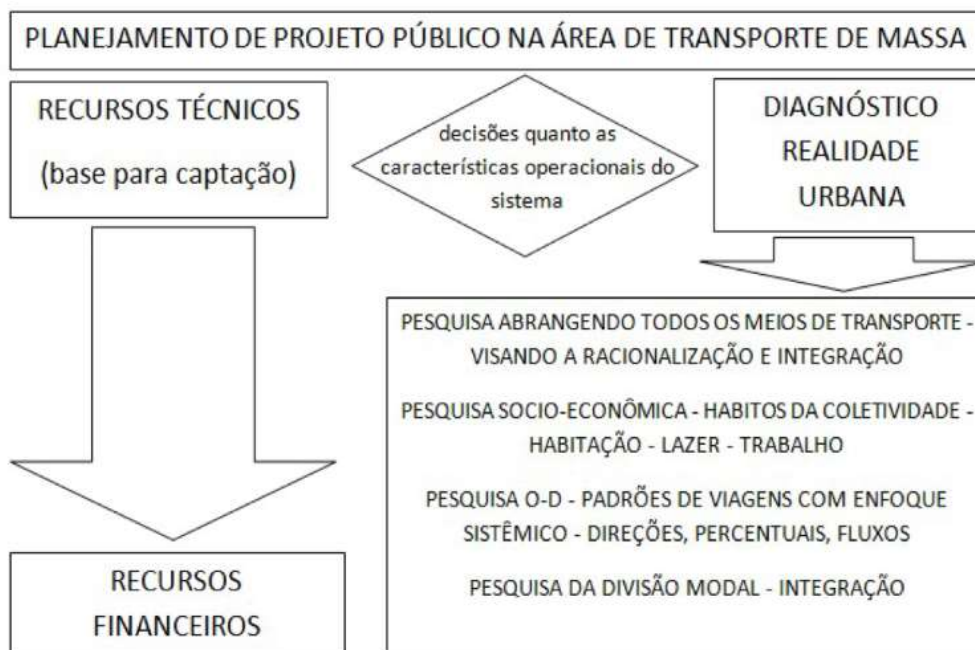 PLANEJAMENTO DE PROJETO PÚBLICO NA ÁREA DE TRANSPORTE DE MASSA
RECURSOS TÉCNICOS
(base para captação)
decisões quanto as
características operacionais do
sistema
DIAGNÓSTICO
REALIDADE
URBANA
PESQUISA ABRANGENDO TODOS OS MEIOS DE TRANSPORTE -
VISANDO A RACIONALIZAÇÃO E INTEGRAÇÃO
PESQUISA SOCIO-ECONÔMICA - HABITOS DA COLETIVIDADE -
HABITAÇÃO - LAZER - TRABALHO
PESQUISA O-D - PADRÕES DE VIAGENS COM ENFOQUE
SISTÊMICO - DIREÇÕES, PERCENTUAIS, FLUXOS
PESQUISA DA DIVISÃO MODAL - INTEGRAÇÃO
RECURSOS
FINANCEIROS